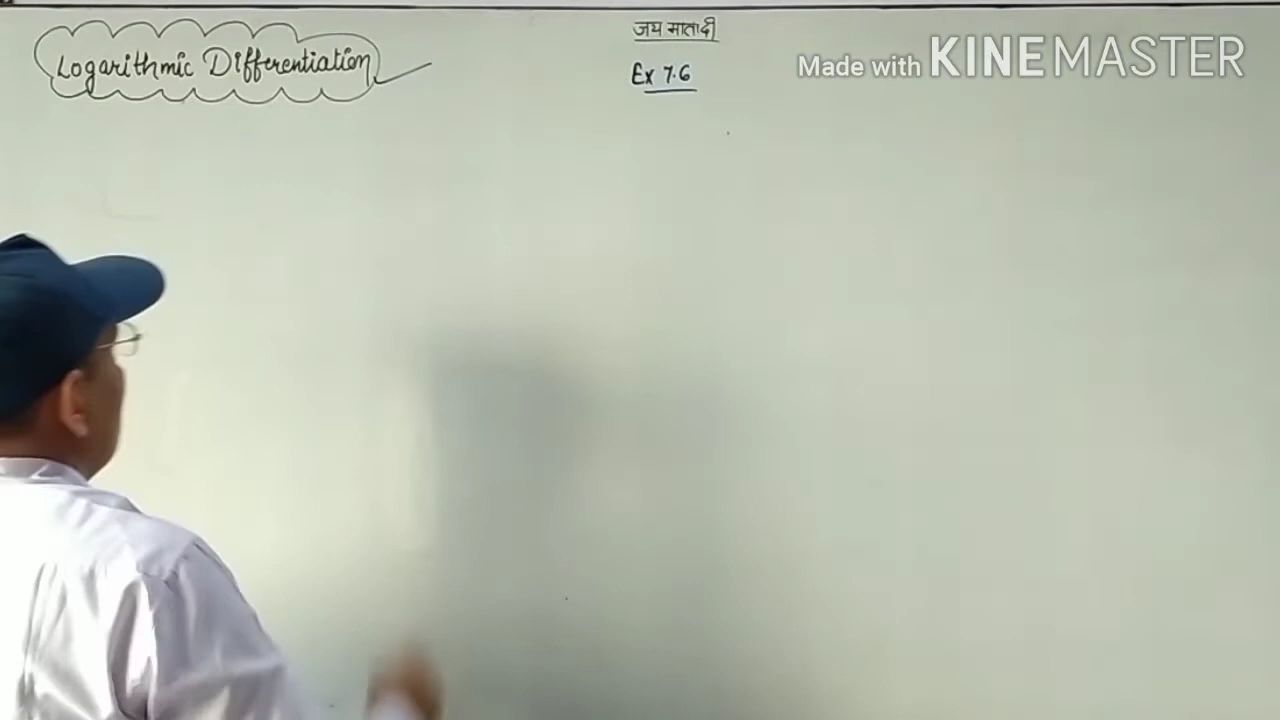 जय माता दी
Logarithmic Differentiation
Ex 7.6
Made with KINEMASTER